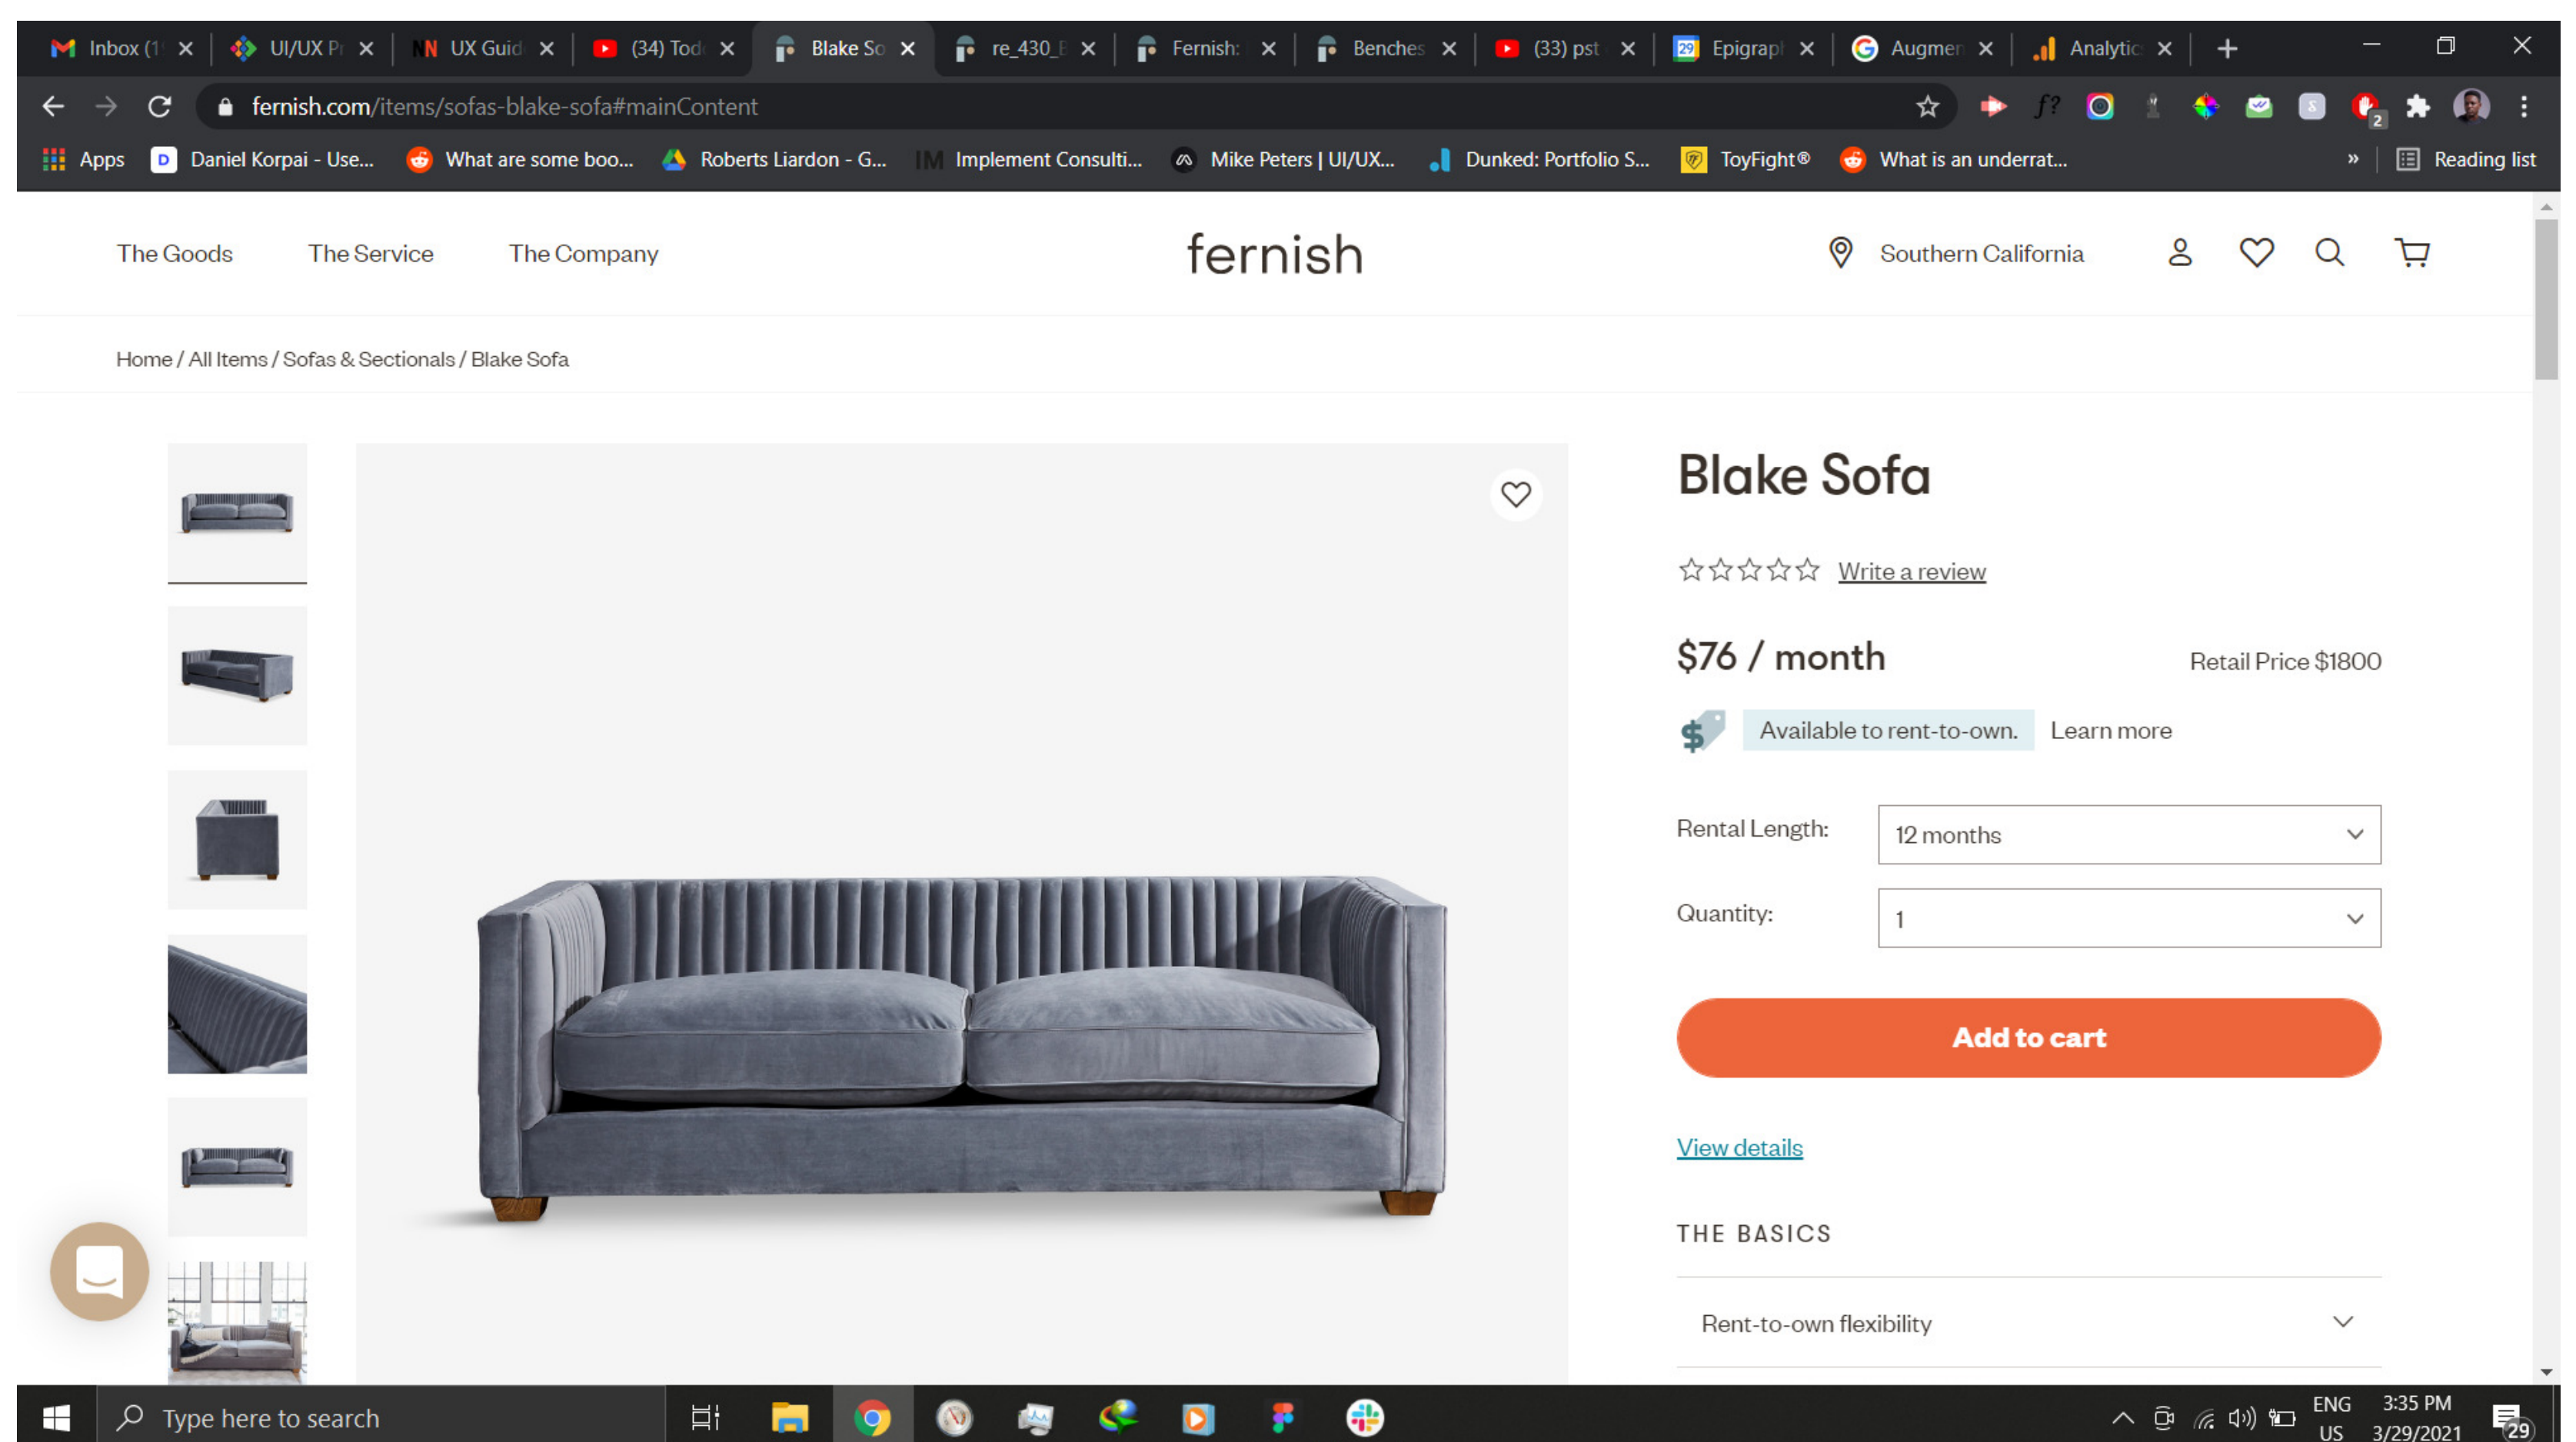 Inbox (1 UI/UX Pr UX Guid (34) Tod Blake So re_430_B Fernish: Benches (33) pst Epigraph Augmen Analytic
fernish.com/items/sofas-blake-sofa#mainContent
Apps Daniel Korpai - Use... What are some boo... Roberts Liardon - G... Implement Consulti... Mike Peters | UI/UX... Dunked: Portfolio S... ToyFight® What is an underrat... » Reading list
The Goods The Service The Company fernish Southern California
Home / All Items / Sofas & Sectionals / Blake Sofa
Blake Sofa
Write a review
$76 / month Retail Price $1800
Available to rent-to-own. Learn more
Rental Length: 12 months
Quantity: 1
Add to cart
View details
THE BASICS
Rent-to-own flexibility
Type here to search
ENG 3:35 PM
US 3/29/2021 29